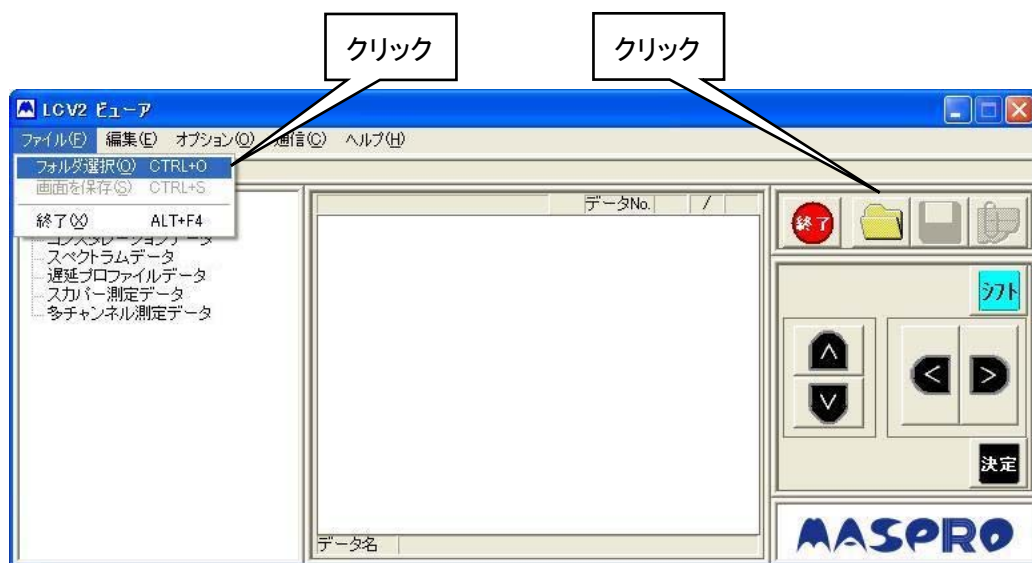 クリック
クリック
LCV2 ビューア
ファイル(F) 編集(E) オプション(O) 通信(C) ヘルプ(H)
フォルダ選択(O) CTRL+O
画面を保存(S) CTRL+S
終了(X) ALT+F4
コンスタレーションデータ
スペクトラムデータ
遅延プロファイルデータ
スカパー測定データ
多チャンネル測定データ
データNo. /
データ名
終了
シフト
決定
MASPRO